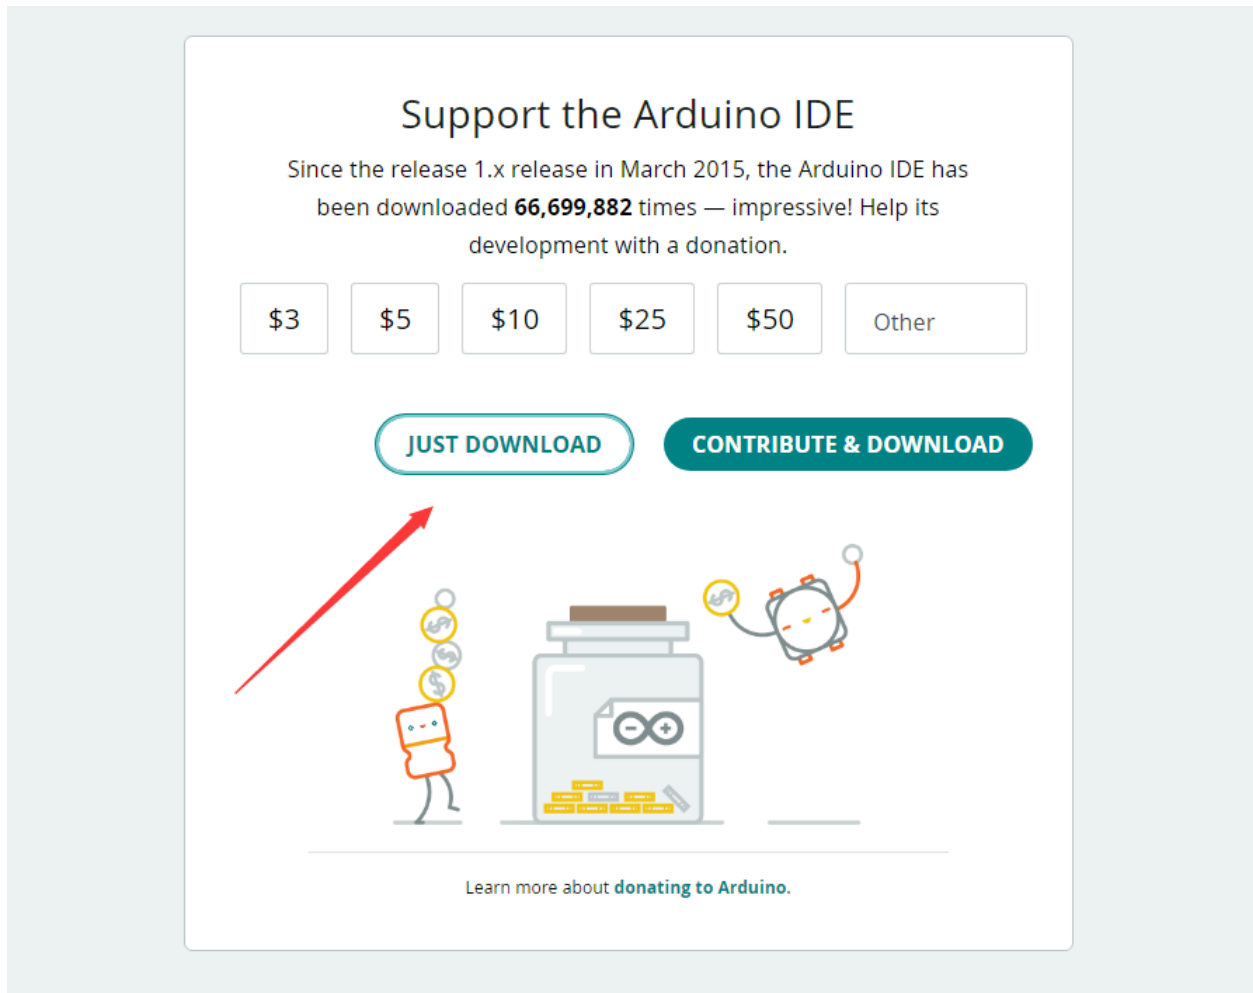 Support the Arduino IDE
Since the release 1.x release in March 2015, the Arduino IDE has
been downloaded 66,699,882 times — impressive! Help its
development with a donation.
$3 $5 $10 $25 $50 Other
JUST DOWNLOAD CONTRIBUTE & DOWNLOAD
Learn more about donating to Arduino.